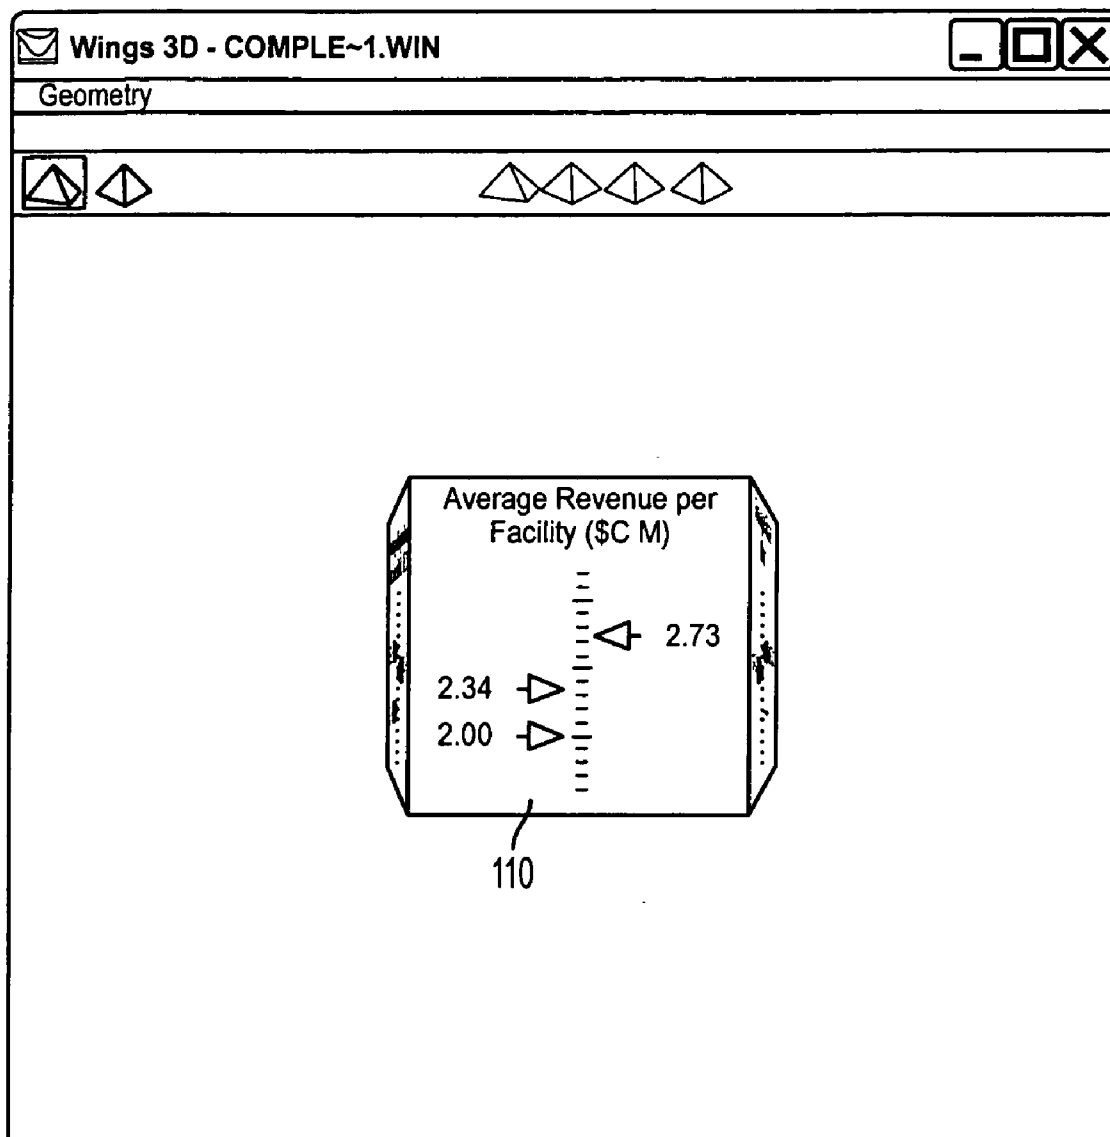 Wings 3D - COMPLE~1.WIN
Geometry
Average Revenue per
Facility ($C M)
2.73
2.34
2.00
110